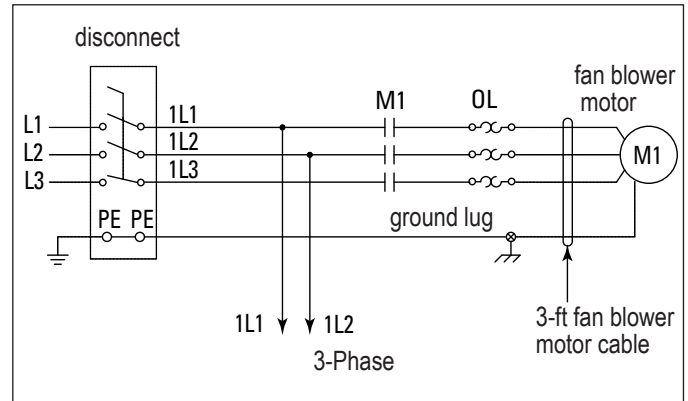 disconnect
fan blower
motor
M1 OL
L1 1L1
L2 1L2
M1
L3 1L3
PE PE
ground lug
1L1 1L2
3-ft fan blower
motor cable
3-Phase